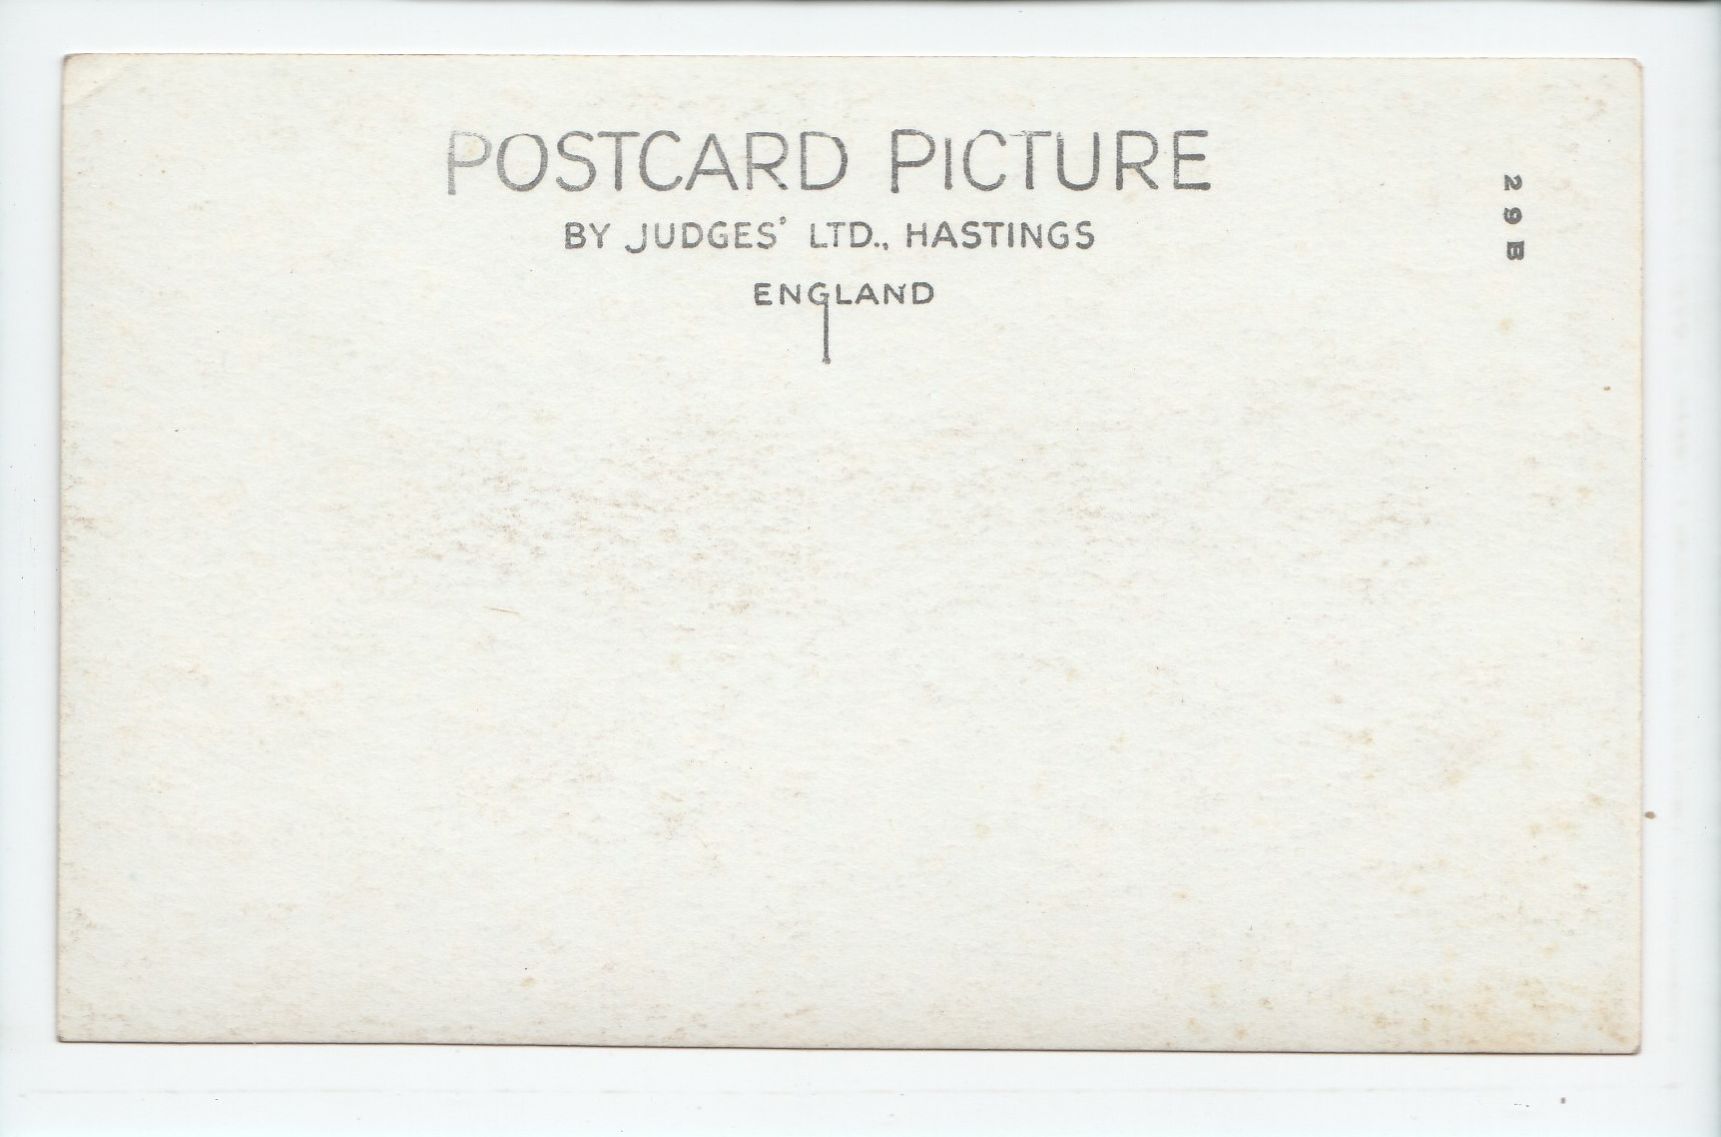 POSTCARD PICTURE
BY JUDGES' LTD., HASTINGS
ENGLAND
29B